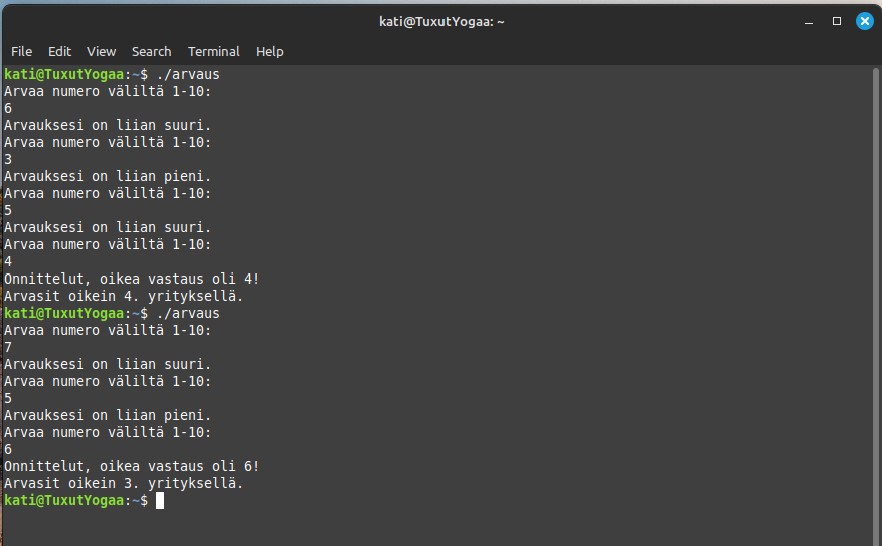 kati@TuxutYogaa: ~
File Edit View Search Terminal Help
kati@TuxutYogaa:~$ ./arvaus
Arvaa numero väliltä 1-10:
6
Arvauksesi on liian suuri.
Arvaa numero väliltä 1-10:
3
Arvauksesi on liian pieni.
Arvaa numero väliltä 1-10:
5
Arvauksesi on liian suuri.
Arvaa numero väliltä 1-10:
4
Onnittelut, oikea vastaus oli 4!
Arvasit oikein 4. yrityksellä.
kati@TuxutYogaa:~$ ./arvaus
Arvaa numero väliltä 1-10:
7
Arvauksesi on liian suuri.
Arvaa numero väliltä 1-10:
5
Arvauksesi on liian pieni.
Arvaa numero väliltä 1-10:
6
Onnittelut, oikea vastaus oli 6!
Arvasit oikein 3. yrityksellä.
kati@TuxutYogaa:~$